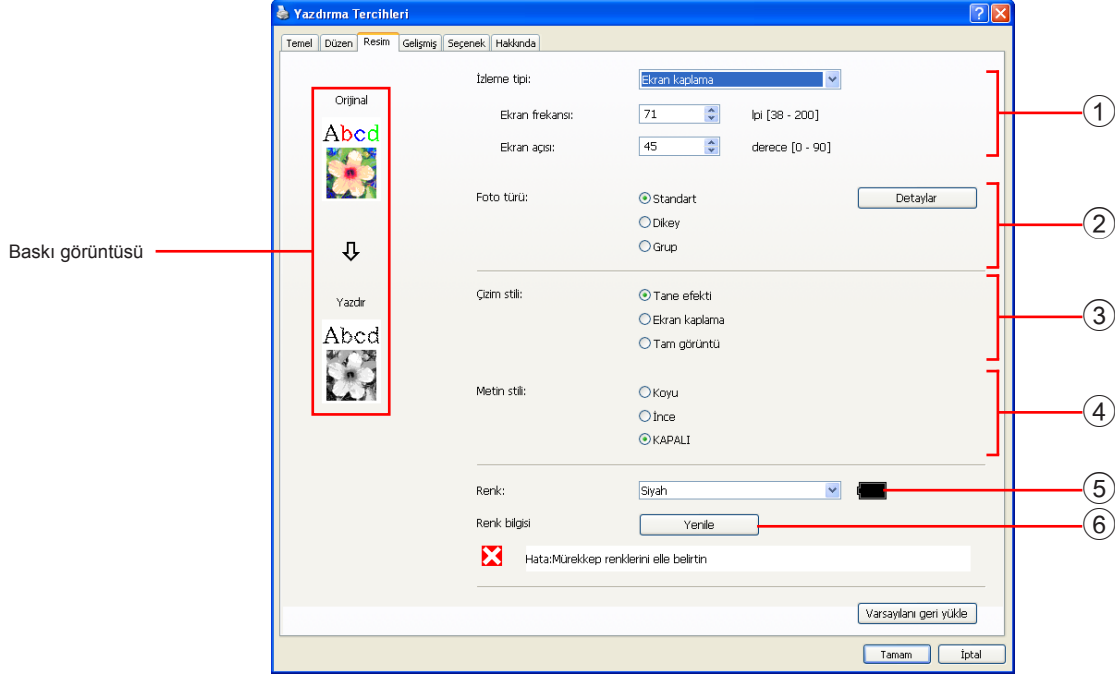 Yazdırma Tercihleri
Temel Düzen Resim Gelişmiş Seçenek Hakkında
Orijinal
Abcd
Yazdır
Abcd
Baskı görüntüsü
İzleme tipi: Ekran kaplama
Ekran frekansı: 71 lpi [38 - 200]
Ekran açısı: 45 derece [0 - 90]
1
Foto türü: Standart Detaylar
Dikey
Grup
2
Çizim stili: Tane efekti
Ekran kaplama
Tam görüntü
3
Metin stili: Koyu
İnce
KAPALI
4
Renk: Siyah
5
Renk bilgisi Yenile
6
Hata:Mürekkep renklerini elle belirtin
Varsayılanı geri yükle
Tamam İptal